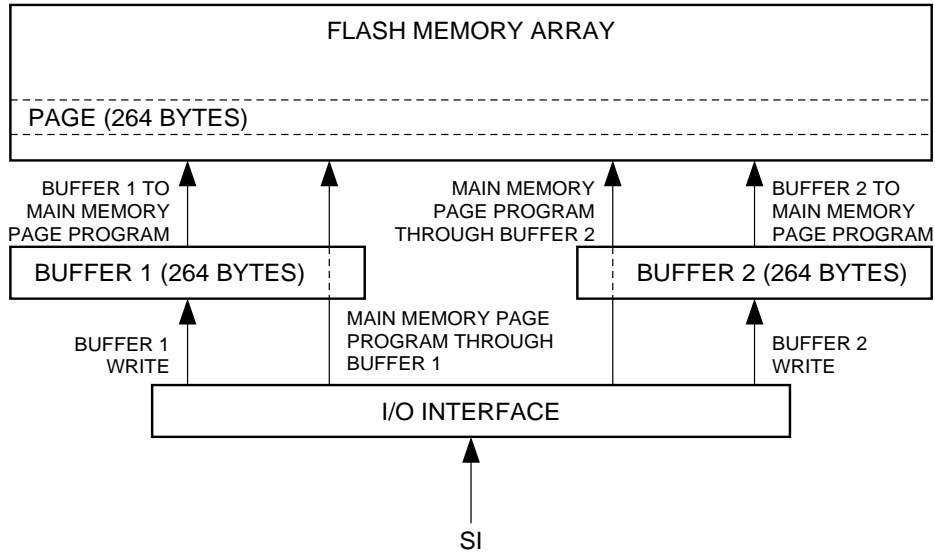 FLASH MEMORY ARRAY
PAGE (264 BYTES)
BUFFER 1 TO
MAIN MEMORY
PAGE PROGRAM
MAIN MEMORY
PAGE PROGRAM
THROUGH BUFFER 2
BUFFER 2 TO
MAIN MEMORY
PAGE PROGRAM
BUFFER 1 (264 BYTES)
BUFFER 2 (264 BYTES)
BUFFER 1
WRITE
MAIN MEMORY PAGE
PROGRAM THROUGH
BUFFER 1
BUFFER 2
WRITE
I/O INTERFACE
SI